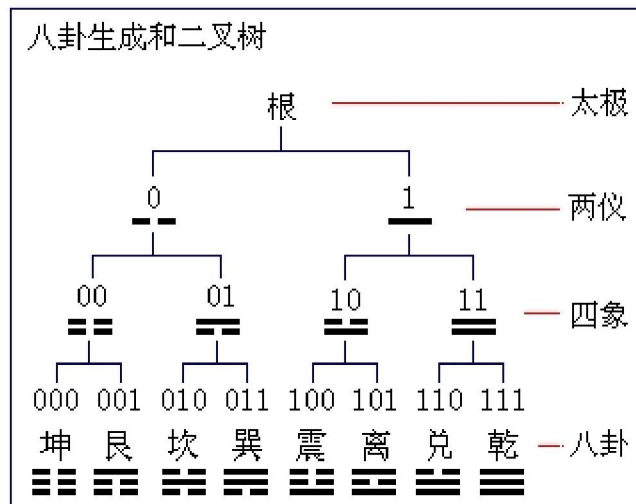 八卦生成和二叉树
根 太极
0 1 两仪
00 01 10 11 四象
000 001 010 011 100 101 110 111
坤 艮 坎 巽 震 离 兑 乾 八卦